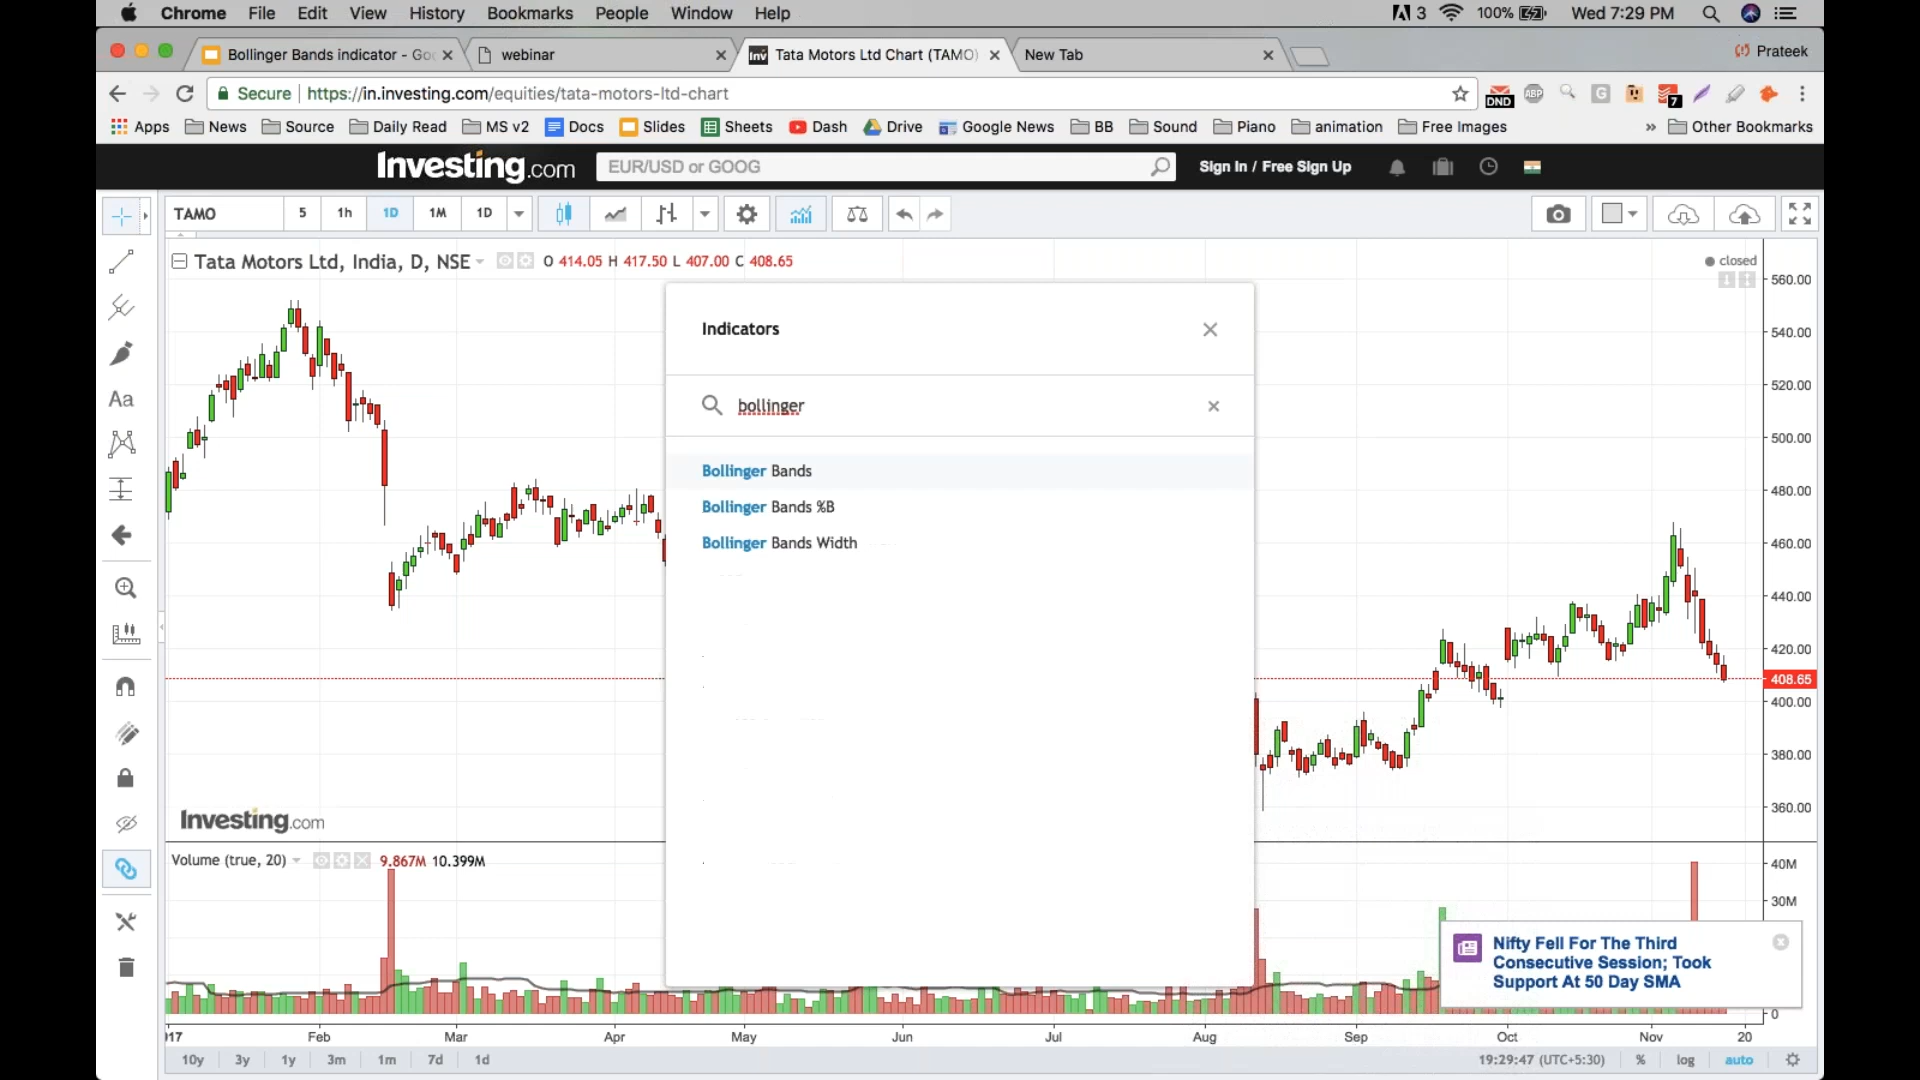 Chrome File Edit View History Bookmarks People Window Help 3 100% Wed 7:29 PM
Bollinger Bands indicator - Go webinar Tata Motors Ltd Chart (TAMO) New Tab Prateek
Secure https://in.investing.com/equities/tata-motors-ltd-chart DND ABP G 7
Apps News Source Daily Read MS v2 Docs Slides Sheets Dash Drive Google News BB Sound Piano animation Free Images » Other Bookmarks
Investing.com EUR/USD or GOOG Sign In / Free Sign Up
TAMO 5 1h 1D 1M 1D
Tata Motors Ltd, India, D, NSE O 414.05 H 417.50 L 407.00 C 408.65 closed
560.00
Indicators
540.00
520.00
Aa
bollinger
500.00
Bollinger Bands
480.00
Bollinger Bands %B
Bollinger Bands Width
460.00
440.00
420.00
408.65
400.00
380.00
360.00
Investing.com
Volume (true, 20) 9.867M 10.399M
40M
30M
Nifty Fell For The Third
Consecutive Session; Took
Support At 50 Day SMA
0
Feb Mar Apr May Jun Jul Aug Sep Oct Nov 20
10y 3y 1y 3m 1m 7d 1d 19:29:47 (UTC+5:30) % log auto